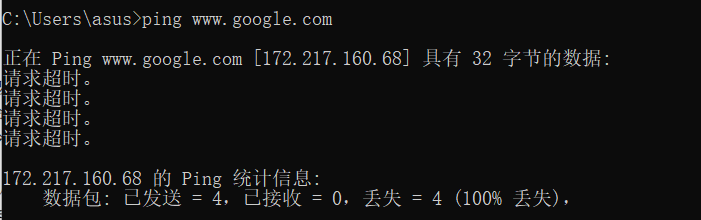 C:\Users\asus>ping www.google.com
正在 Ping www.google.com [172.217.160.68] 具有 32 字节的数据:
请求超时。
请求超时。
请求超时。
请求超时。
172.217.160.68 的 Ping 统计信息:
数据包: 已发送 = 4，已接收 = 0，丢失 = 4 (100% 丢失)，